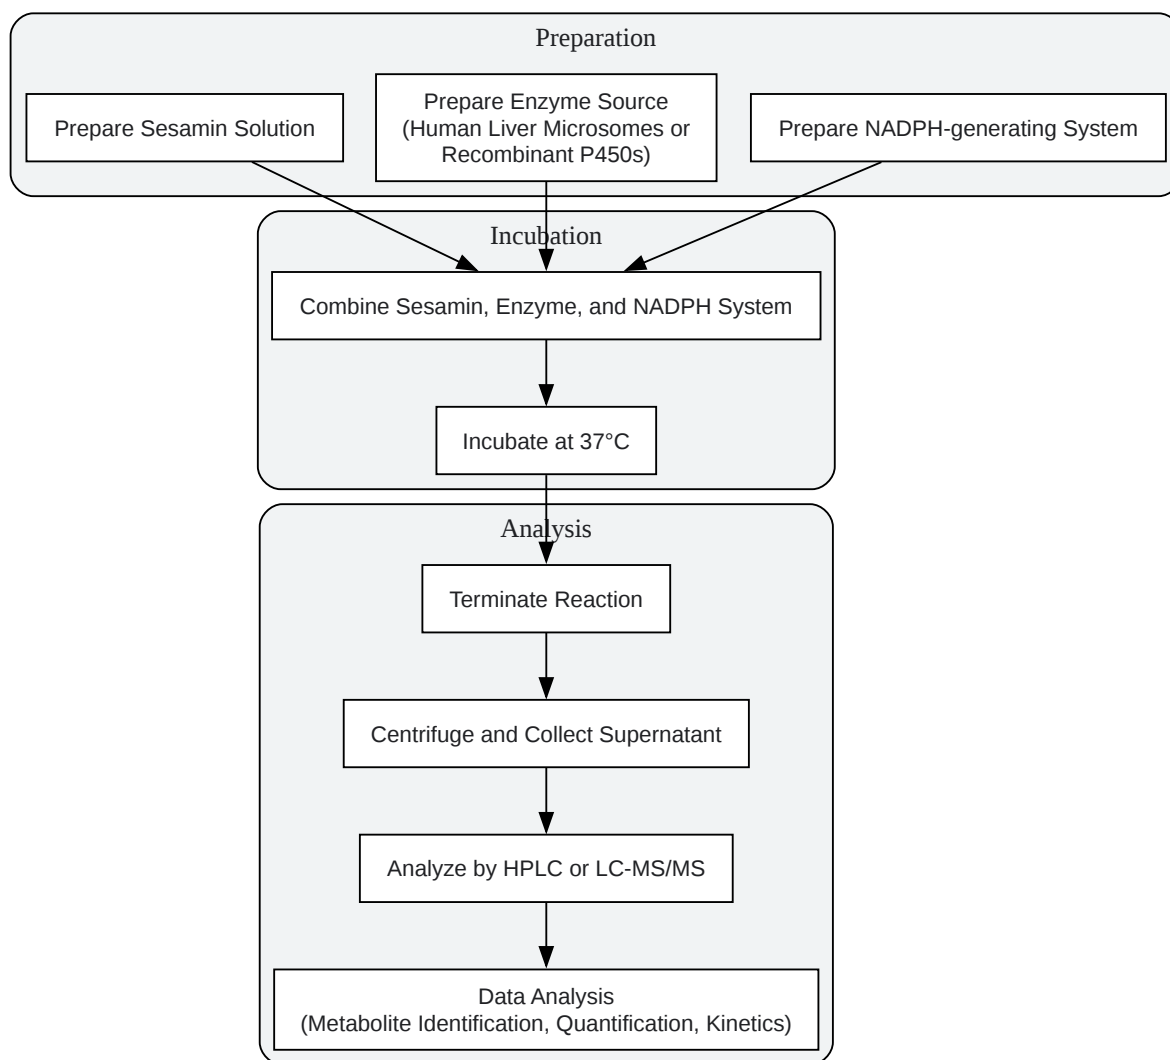 Preparation
Prepare Sesamin Solution
Prepare Enzyme Source
(Human Liver Microsomes or
Recombinant P450s)
Prepare NADPH-generating System
Incubation
Combine Sesamin, Enzyme, and NADPH System
Incubate at 37°C
Analysis
Terminate Reaction
Centrifuge and Collect Supernatant
Analyze by HPLC or LC-MS/MS
Data Analysis
(Metabolite Identification, Quantification, Kinetics)